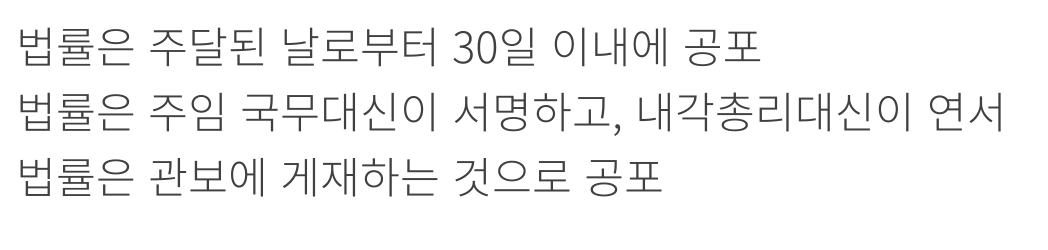 법률은 주달된 날로부터 30일 이내에 공포
법률은 주임 국무대신이 서명하고, 내각총리대신이 연서
법률은 관보에 게재하는 것으로 공포